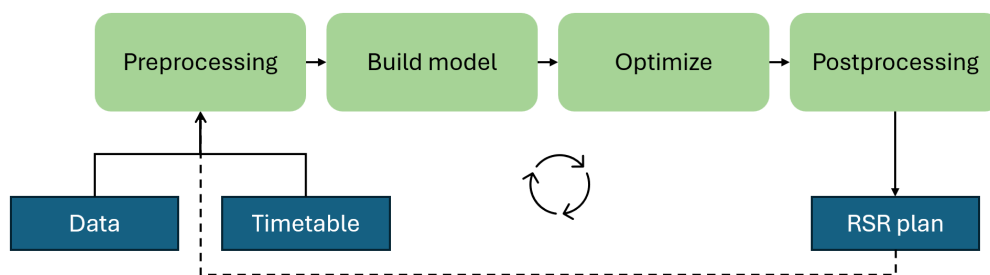 Preprocessing
Build model
Optimize
Postprocessing
Data
Timetable
RSR plan